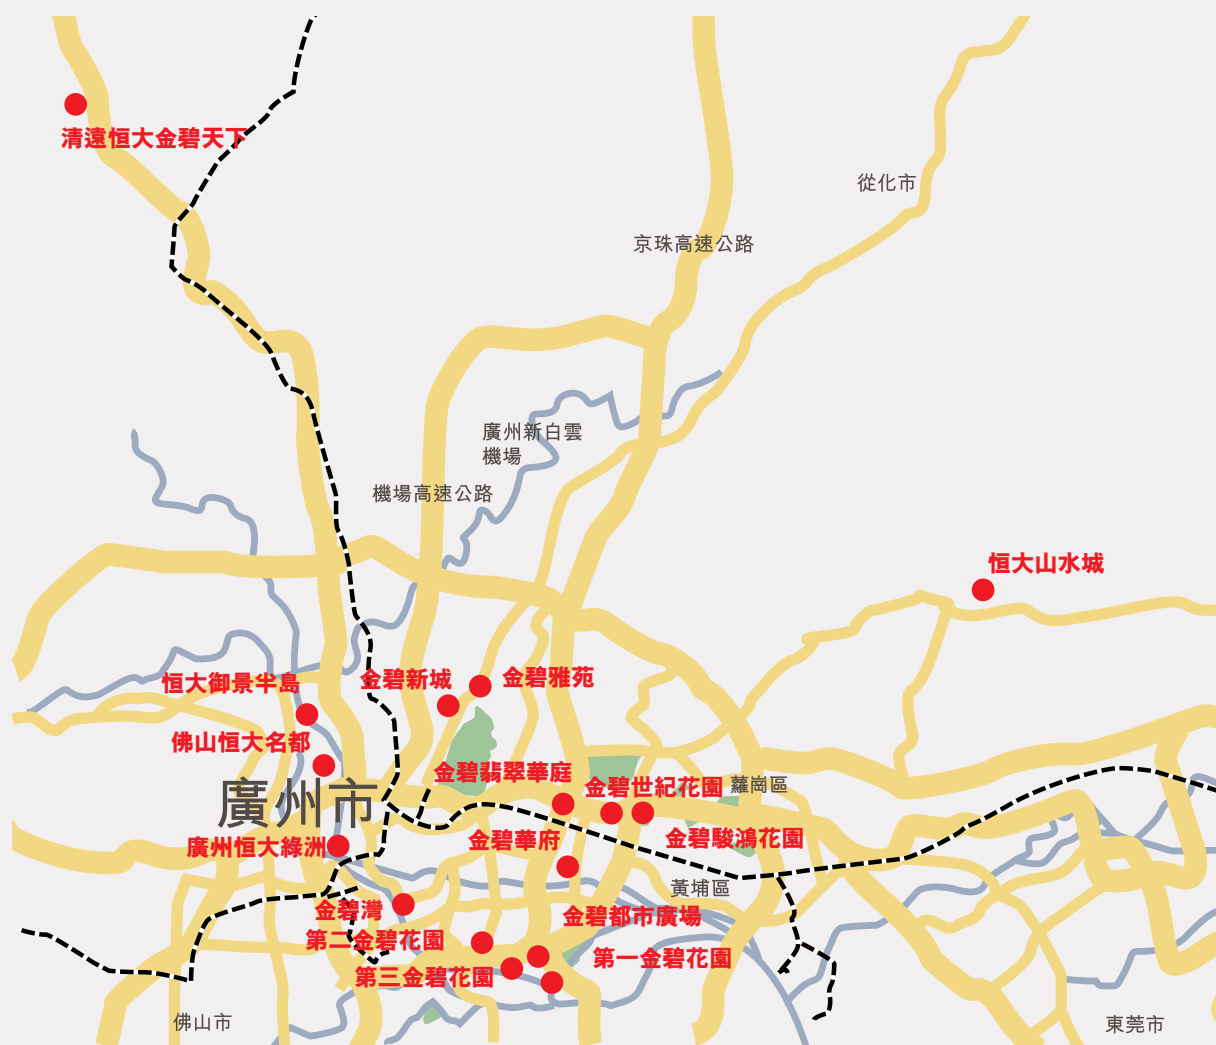 清遠恒大金碧天下
從化市
京珠高速公路
廣州新白雲
機場
機場高速公路
恒大山水城
恒大御景半島
金碧新城
金碧雅苑
佛山恒大名都
金碧翡翠華庭
金碧世紀花園
蘿崗區
廣州市
金碧華府
金碧駿鴻花園
廣州恒大綠洲
黃埔區
金碧灣
金碧都市廣場
第二金碧花園
第一金碧花園
第三金碧花園
佛山市
東莞市